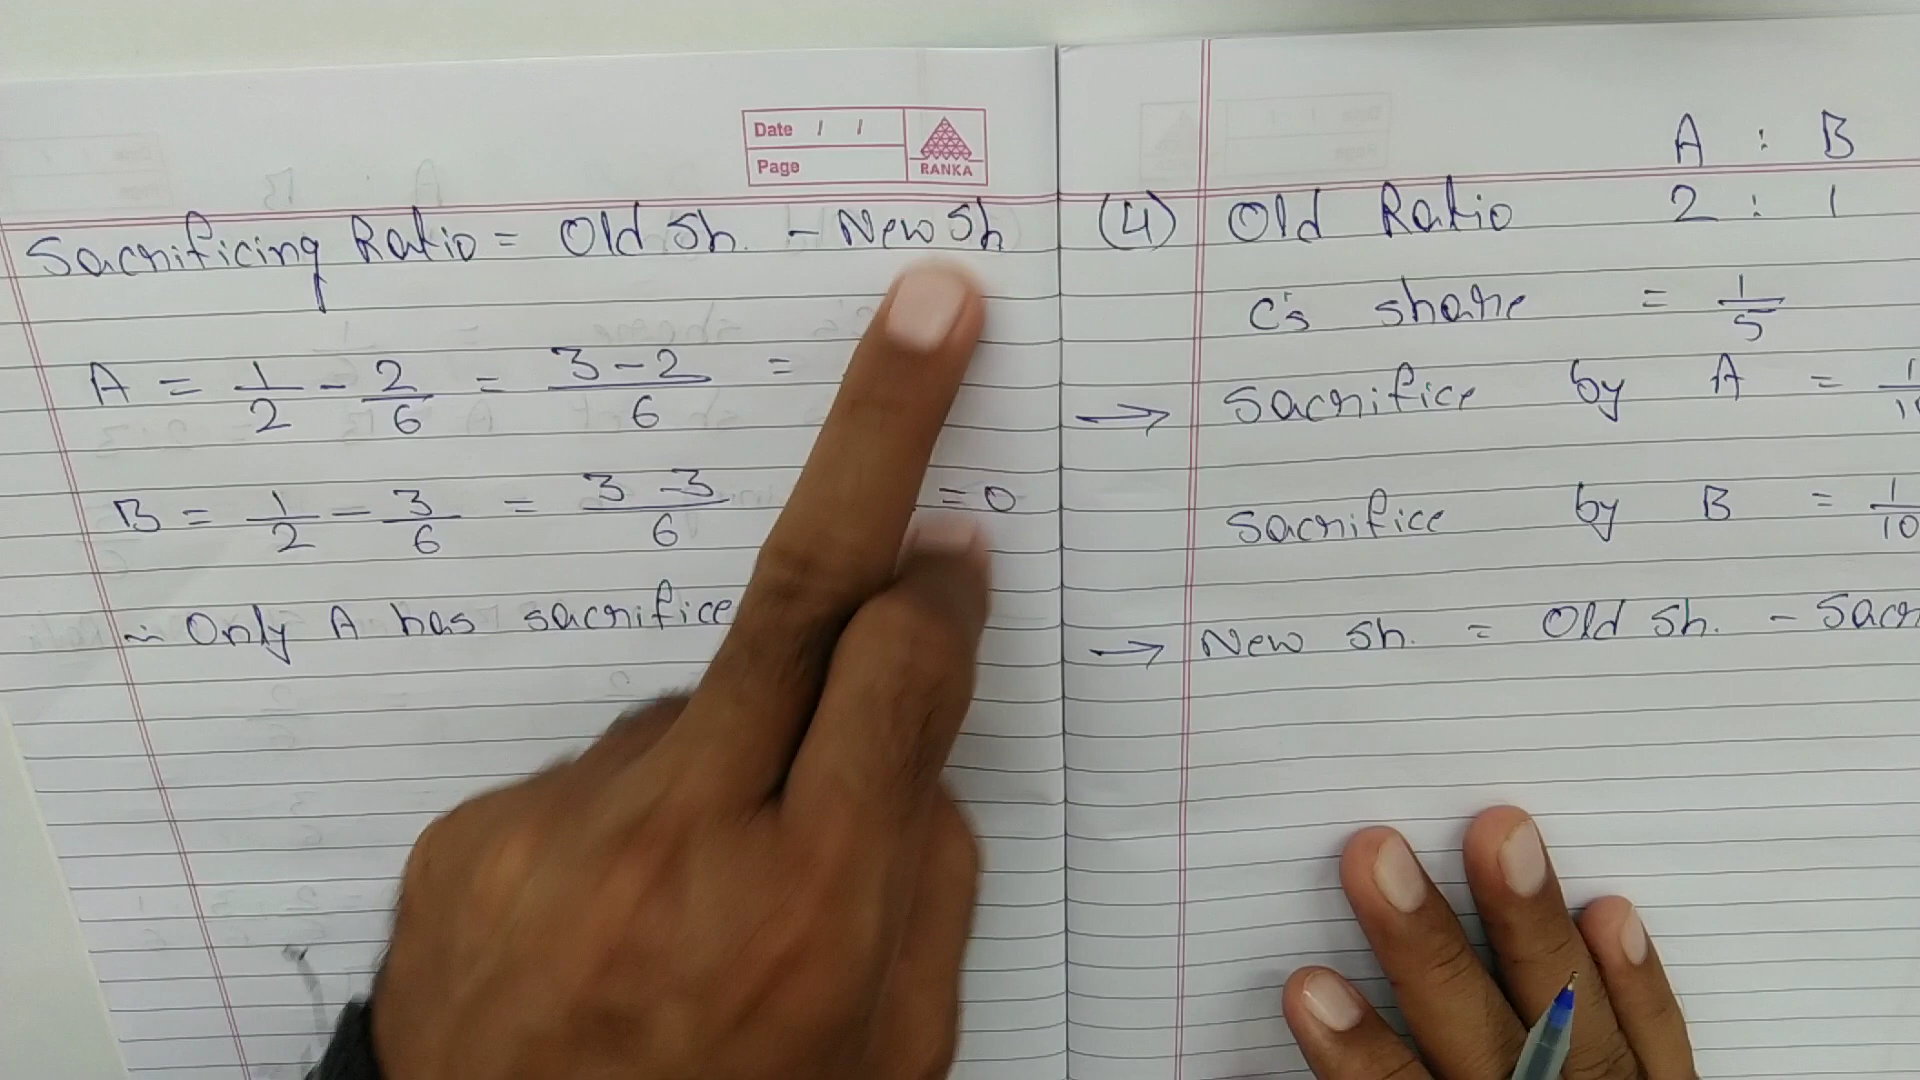 Date / /
Page
RANKA
Sacrificing Ratio = Old Sh. - New Sh
A = 1/2 - 2/6 = 3-2/6 =
B = 1/2 - 3/6 = 3-3/6 = 0
∴ Only A has sacrifice
A : B
(4) Old Ratio 2 : 1
C's share = 1/5
→ Sacrifice by A =
Sacrifice by B = 1/10
→ New Sh. = Old Sh. - Sacr